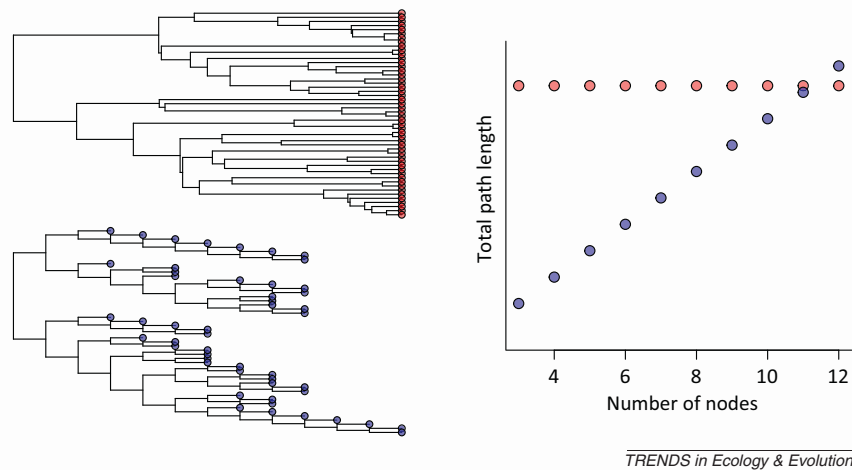 Total path length
4 6 8 10 12
Number of nodes
TRENDS in Ecology & Evolution